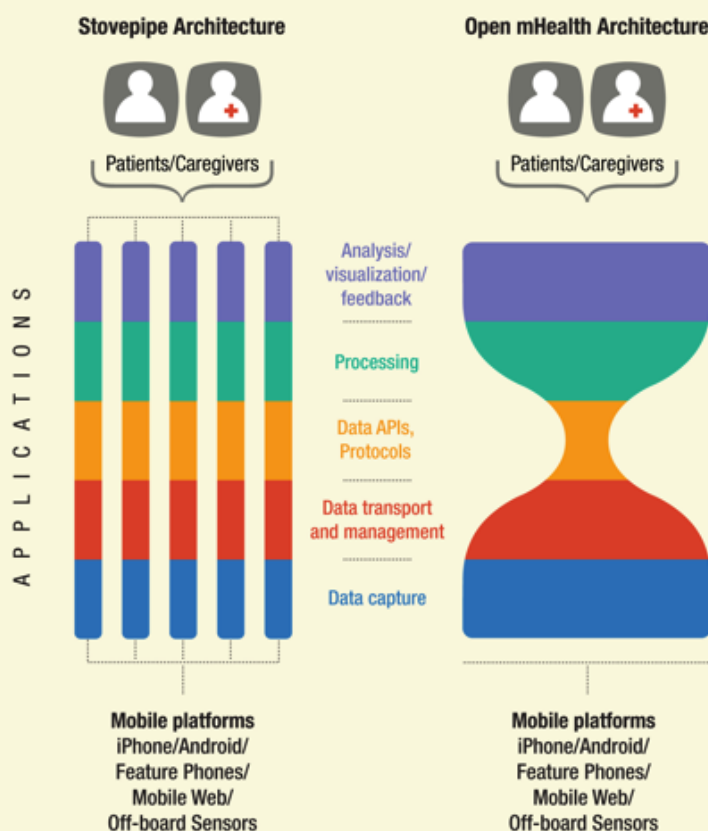 Stovepipe Architecture
Open mHealth Architecture
Patients/Caregivers
Patients/Caregivers
APPLICATIONS
Analysis/
visualization/
feedback
Processing
Data APIs,
Protocols
Data transport
and management
Data capture
Mobile platforms
iPhone/Android/
Feature Phones/
Mobile Web/
Off-board Sensors
Mobile platforms
iPhone/Android/
Feature Phones/
Mobile Web/
Off-board Sensors